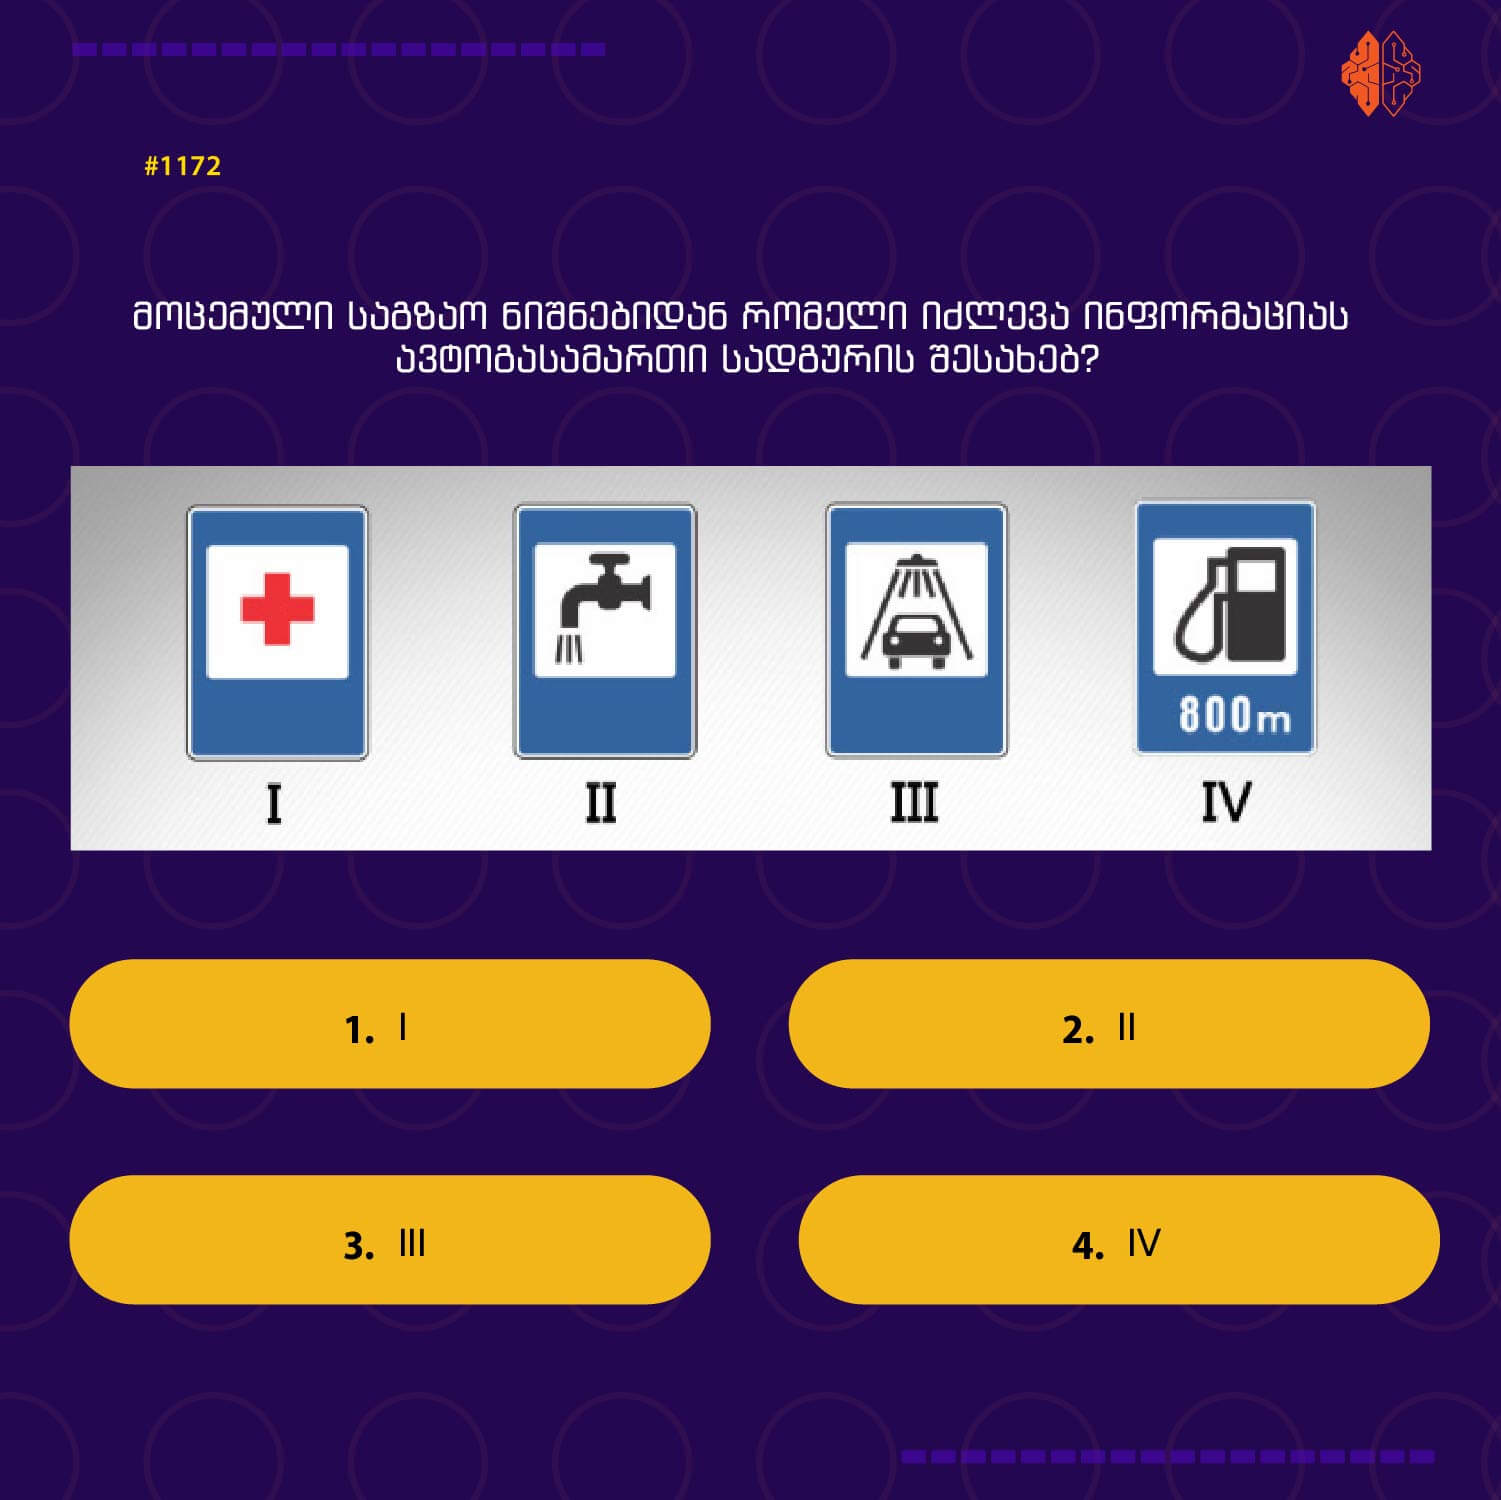 #1172
მოცემული საგზაო ნიშნებიდან რომელი იძლევა ინფორმაციას
ავტოგასამართი სადგურის შესახებ?
800m
I II III IV
1. I
2. II
3. III
4. IV